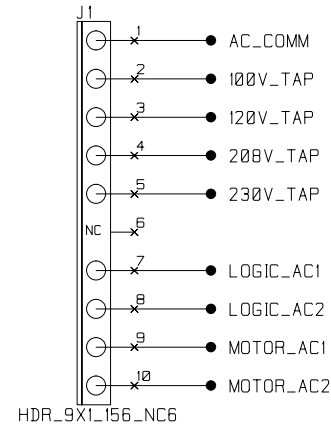 J1
1 AC_COMM
2 100V_TAP
3 120V_TAP
4 208V_TAP
5 230V_TAP
NC 6
7 LOGIC_AC1
8 LOGIC_AC2
9 MOTOR_AC1
10 MOTOR_AC2
HDR_9X1_156_NC6